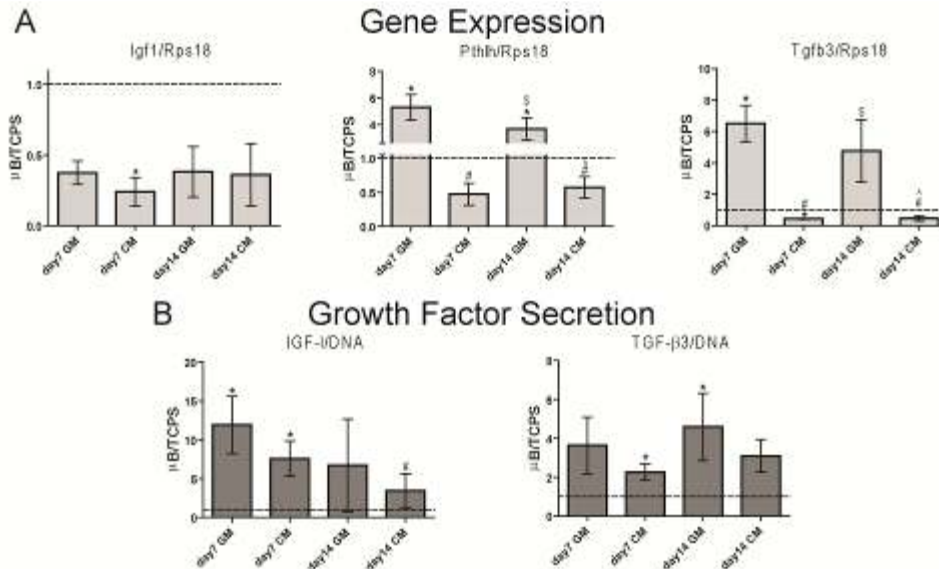 A Gene Expression
Igf1/Rps18
μB/TCPS
1.0
0.5
0.0
*
day7 GM
day7 CM
day14 GM
day14 CM
Pthlh/Rps18
μB/TCPS
8
6
4
1.0
0.5
0.0
*
$
*
day7 GM
day7 CM
day14 GM
day14 CM
Tgfb3/Rps18
μB/TCPS
10
8
6
4
2
0
*
day7 GM
day7 CM
day14 GM
day14 CM
B Growth Factor Secretion
IGF-I/DNA
μB/TCPS
20
15
10
5
0
*
*
day7 GM
day7 CM
day14 GM
day14 CM
TGF-β3/DNA
μB/TCPS
8
6
4
2
0
*
*
day7 GM
day7 CM
day14 GM
day14 CM